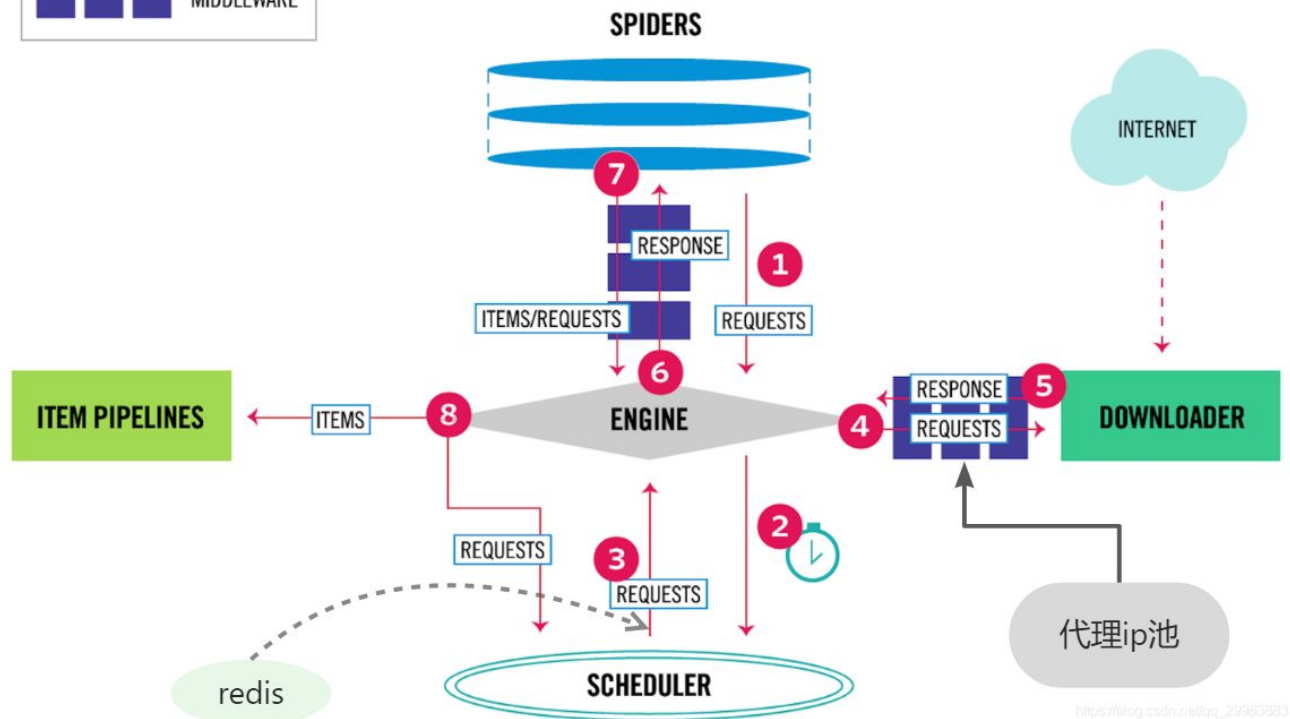 MIDDLEWARE
SPIDERS
INTERNET
7
RESPONSE
1
ITEMS/REQUESTS
REQUESTS
6
RESPONSE
5
ITEM PIPELINES
ITEMS
8
ENGINE
4
REQUESTS
DOWNLOADER
2
REQUESTS
3
REQUESTS
代理ip池
redis
SCHEDULER
https://blog.csdn.net/qq_29983883